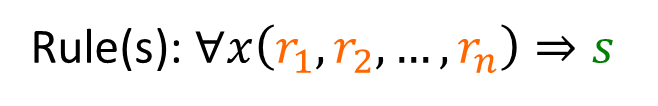 Rule(s): ∀𝑥(𝑟₁, 𝑟₂, … , 𝑟ₙ) ⇒ 𝑠